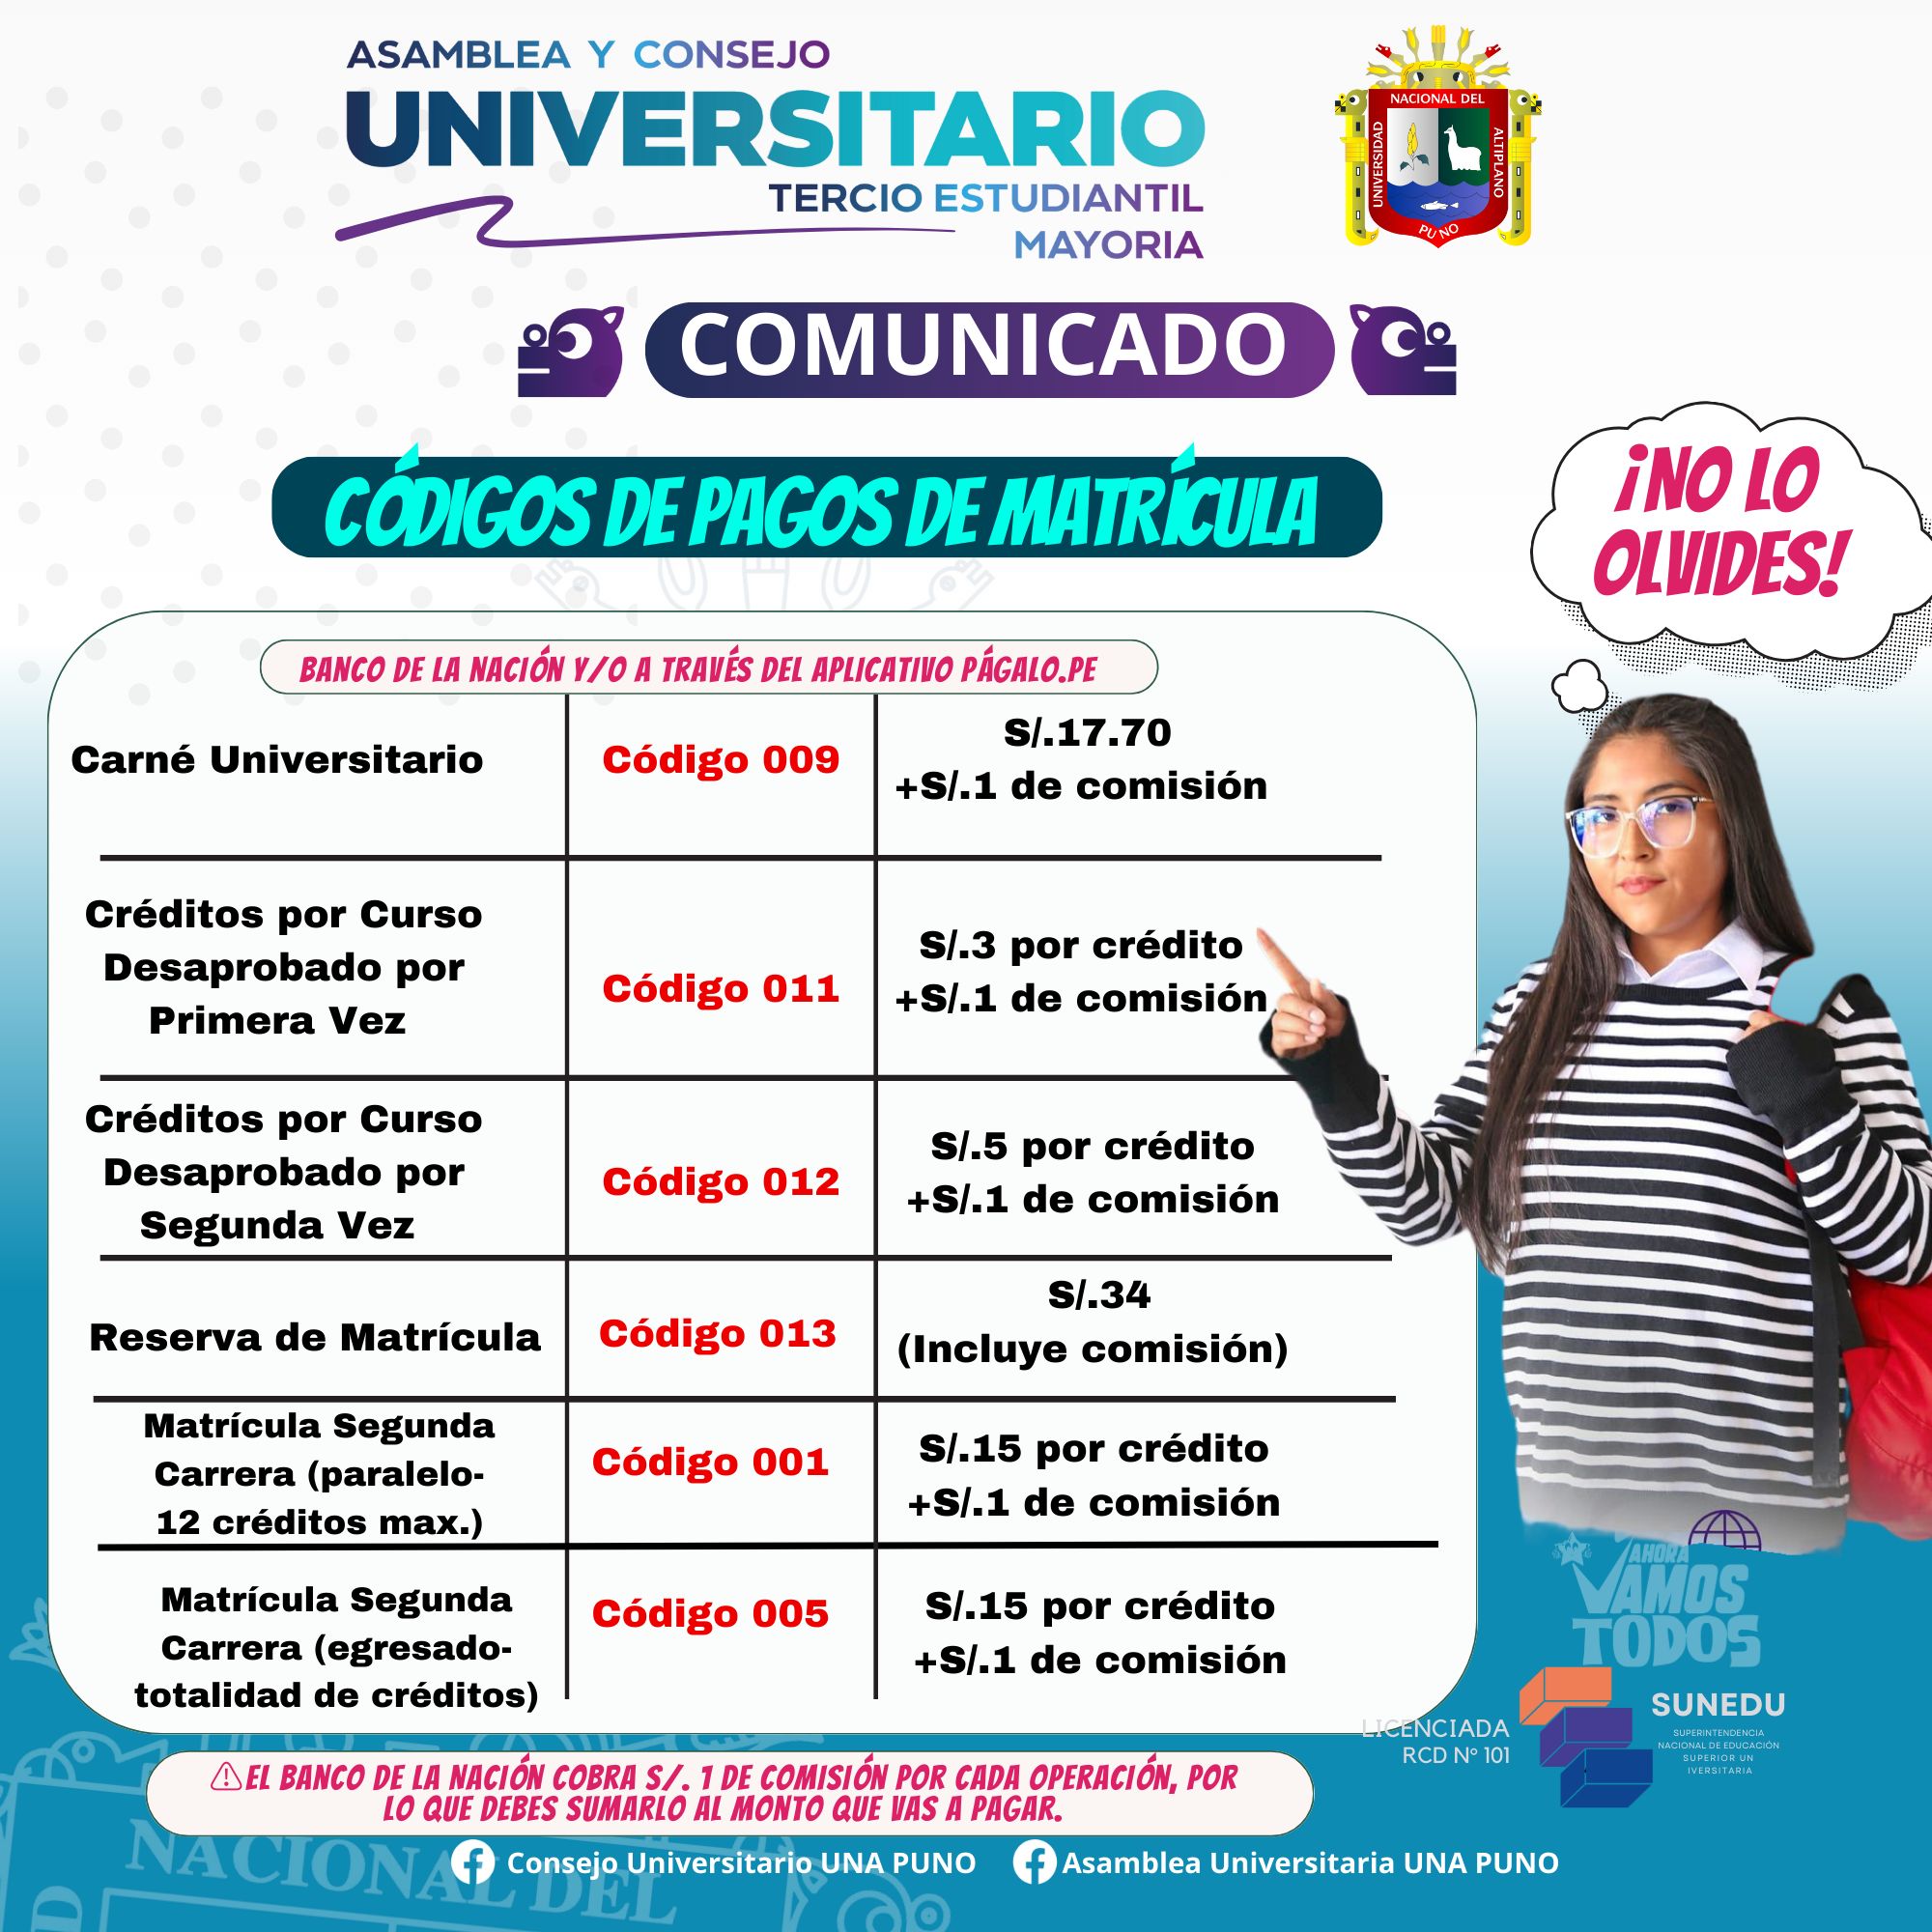 ASAMBLEA Y CONSEJO
UNIVERSITARIO
TERCIO ESTUDIANTIL
MAYORIA
UNIVERSIDAD
NACIONAL DEL
ALTIPLANO
PUNO
COMUNICADO
CÓDIGOS DE PAGOS DE MATRÍCULA
¡NO LO
OLVIDES!
BANCO DE LA NACIÓN Y/O A TRAVÉS DEL APLICATIVO PÁGALO.PE
Carné Universitario
Código 009
S/.17.70
+S/.1 de comisión
Créditos por Curso
Desaprobado por
Primera Vez
Código 011
S/.3 por crédito
+S/.1 de comisión
Créditos por Curso
Desaprobado por
Segunda Vez
Código 012
S/.5 por crédito
+S/.1 de comisión
Reserva de Matrícula
Código 013
S/.34
(Incluye comisión)
Matrícula Segunda
Carrera (paralelo-
12 créditos max.)
Código 001
S/.15 por crédito
+S/.1 de comisión
Matrícula Segunda
Carrera (egresado-
totalidad de créditos)
Código 005
S/.15 por crédito
+S/.1 de comisión
AHORA
VAMOS
TODOS
LICENCIADA
RCD N° 101
SUNEDU
SUPERINTENDENCIA
NACIONAL DE EDUCACIÓN
SUPERIOR UN
IVERSITARIA
EL BANCO DE LA NACIÓN COBRA S/. 1 DE COMISIÓN POR CADA OPERACIÓN, POR
LO QUE DEBES SUMARLO AL MONTO QUE VAS A PAGAR.
NACIONAL DEL
Consejo Universitario UNA PUNO
Asamblea Universitaria UNA PUNO